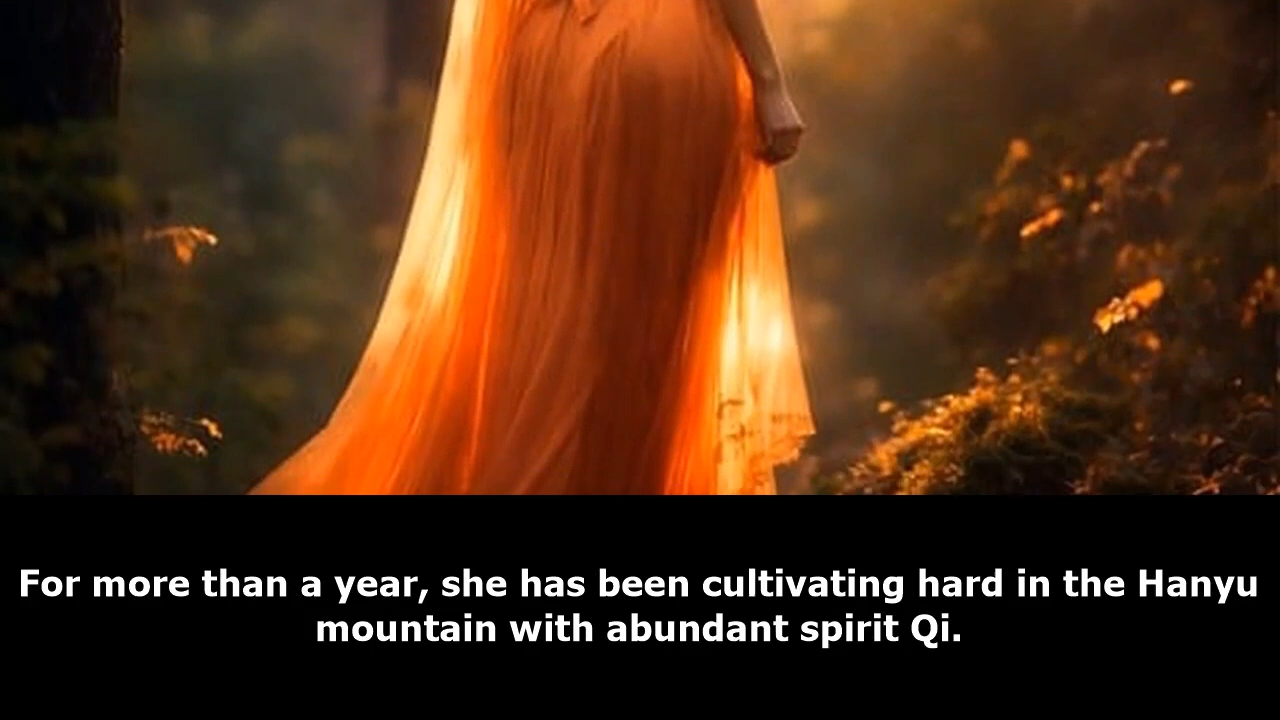 For more than a year, she has been cultivating hard in the Hanyu
mountain with abundant spirit Qi.